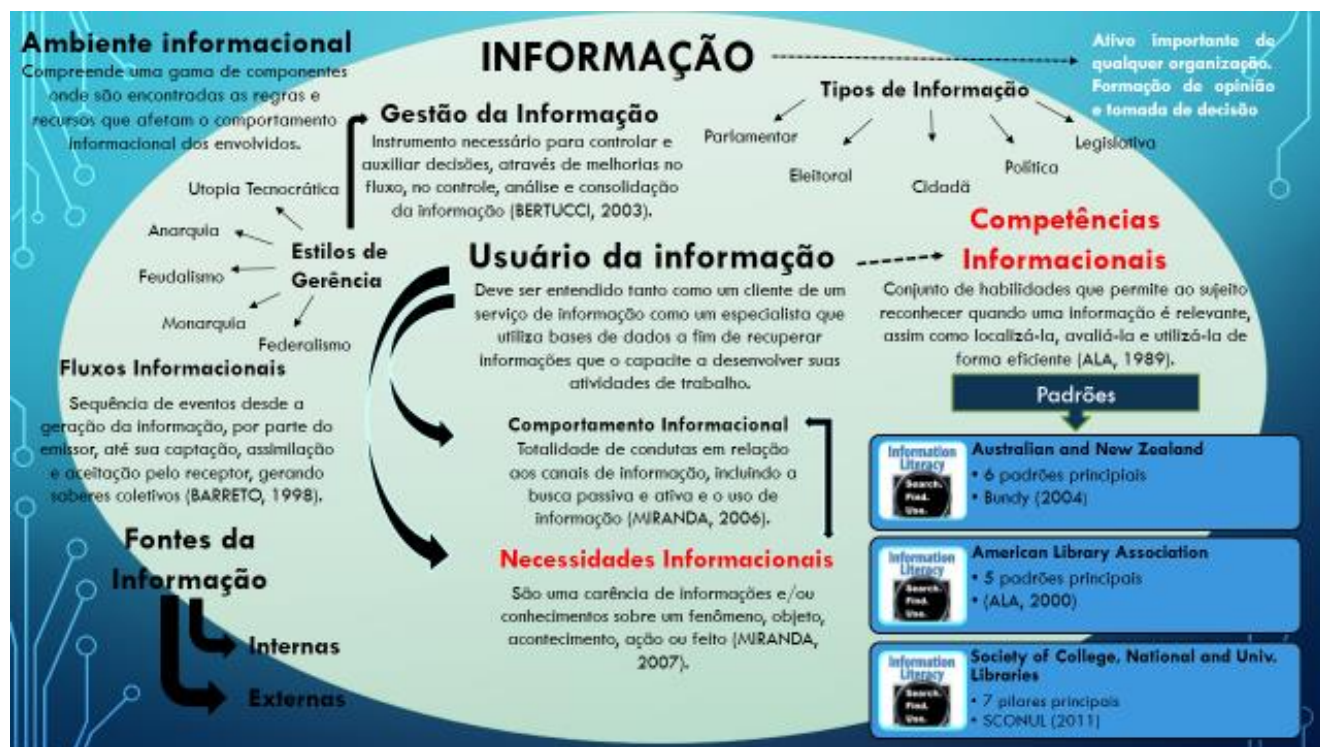 Ambiente informacional
Compreende uma gama de componentes
onde são encontradas as regras e
recursos que afetam o comportamento
informacional dos envolvidos.
INFORMAÇÃO
Ativo importante de
qualquer organização.
Formação de opinião
e tomada de decisão
Tipos de Informação
Parlamentar
Eleitoral
Cidadã
Política
Legislativa
Gestão da Informação
Instrumento necessário para controlar e
auxiliar decisões, através de melhorias no
fluxo, no controle, análise e consolidação
da informação (BERTUCCI, 2003).
Estilos de
Gerência
Utopia Tecnocrática
Anarquia
Feudalismo
Monarquia
Federalismo
Usuário da informação
Deve ser entendido tanto como um cliente de um
serviço de informação como um especialista que
utiliza bases de dados a fim de recuperar
informações que o capacite a desenvolver suas
atividades de trabalho.
Competências
Informacionais
Conjunto de habilidades que permite ao sujeito
reconhecer quando uma informação é relevante,
assim como localizá-la, avaliá-la e utilizá-la de
forma eficiente (ALA, 1989).
Fluxos Informacionais
Sequência de eventos desde a
geração da informação, por parte do
emissor, até sua captação, assimilação
e aceitação pelo receptor, gerando
saberes coletivos (BARRETO, 1998).
Comportamento Informacional
Totalidade de condutas em relação
aos canais de informação, incluindo a
busca passiva e ativa e o uso de
informação (MIRANDA, 2006).
Necessidades Informacionais
São uma carência de informações e/ou
conhecimentos sobre um fenômeno, objeto,
acontecimento, ação ou feito (MIRANDA,
2007).
Fontes da
Informação
Internas
Externas
Padrões
Information
Literacy
Search.
Find.
Use.
Australian and New Zealand
• 6 padrões principiais
• Bundy (2004)
Information
Literacy
Search.
Find.
Use.
American Library Association
• 5 padrões principais
• (ALA, 2000)
Information
Literacy
Search.
Find.
Use.
Society of College, National and Univ.
Libraries
• 7 pilares principais
• SCONUL (2011)